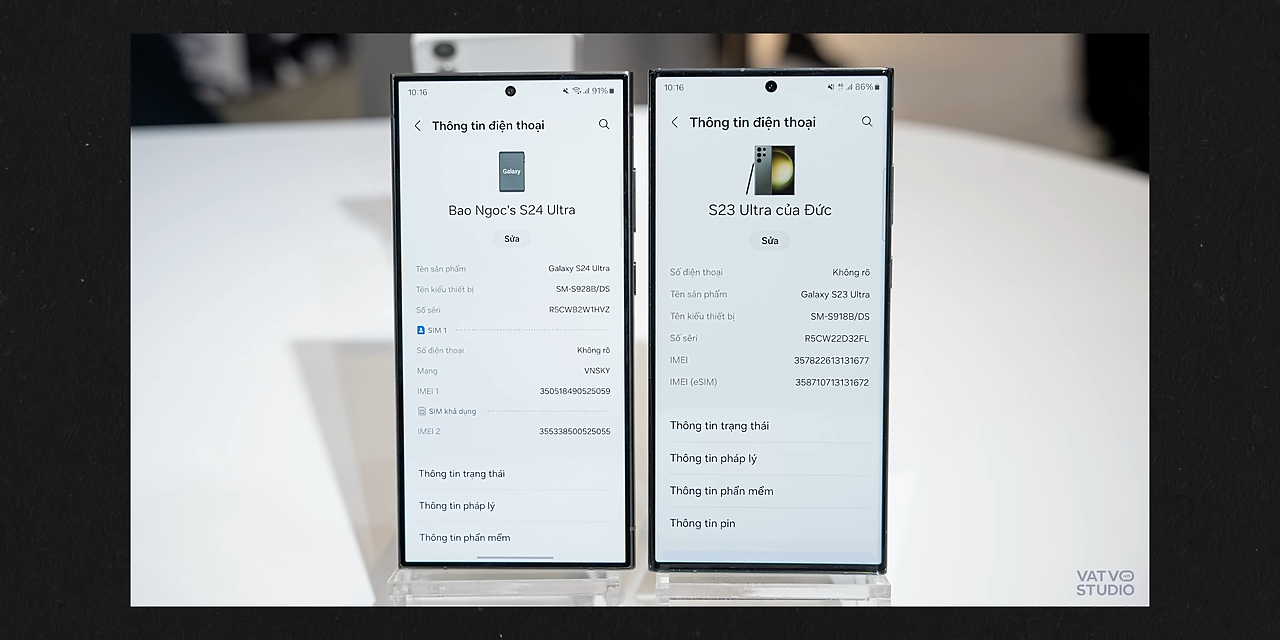 10:16
91%
Thông tin điện thoại
Galaxy
Bao Ngoc's S24 Ultra
Sửa
Tên sản phẩm Galaxy S24 Ultra
Tên kiểu thiết bị SM-S928B/DS
Số sêri R5CWB2W1HVZ
SIM 1
Số điện thoại Không rõ
Mạng VNSKY
IMEI 1 350518490525059
SIM khả dụng
IMEI 2 355338500525055
Thông tin trạng thái
Thông tin pháp lý
Thông tin phần mềm
10:16
86%
Thông tin điện thoại
S23 Ultra của Đức
Sửa
Số điện thoại Không rõ
Tên sản phẩm Galaxy S23 Ultra
Tên kiểu thiết bị SM-S918B/DS
Số sêri R5CW22D32FL
IMEI 357822613131677
IMEI (eSIM) 358710713131672
Thông tin trạng thái
Thông tin pháp lý
Thông tin phần mềm
Thông tin pin
VATVO
STUDIO